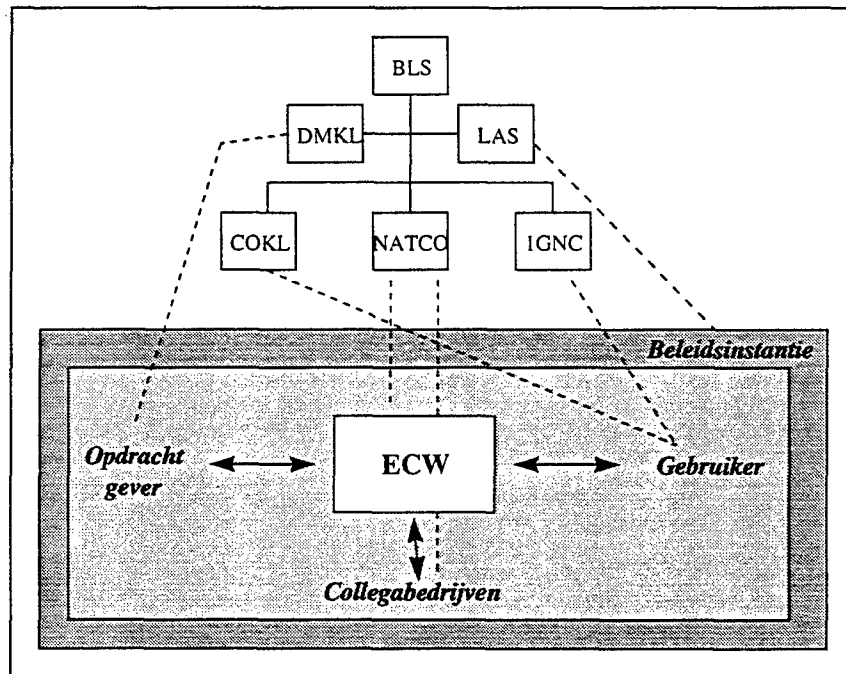 BLS
DMKL
LAS
COKL
NATCO
IGNC
Beleidsinstantie
Opdracht
gever
ECW
Gebruiker
Collegabedrijven